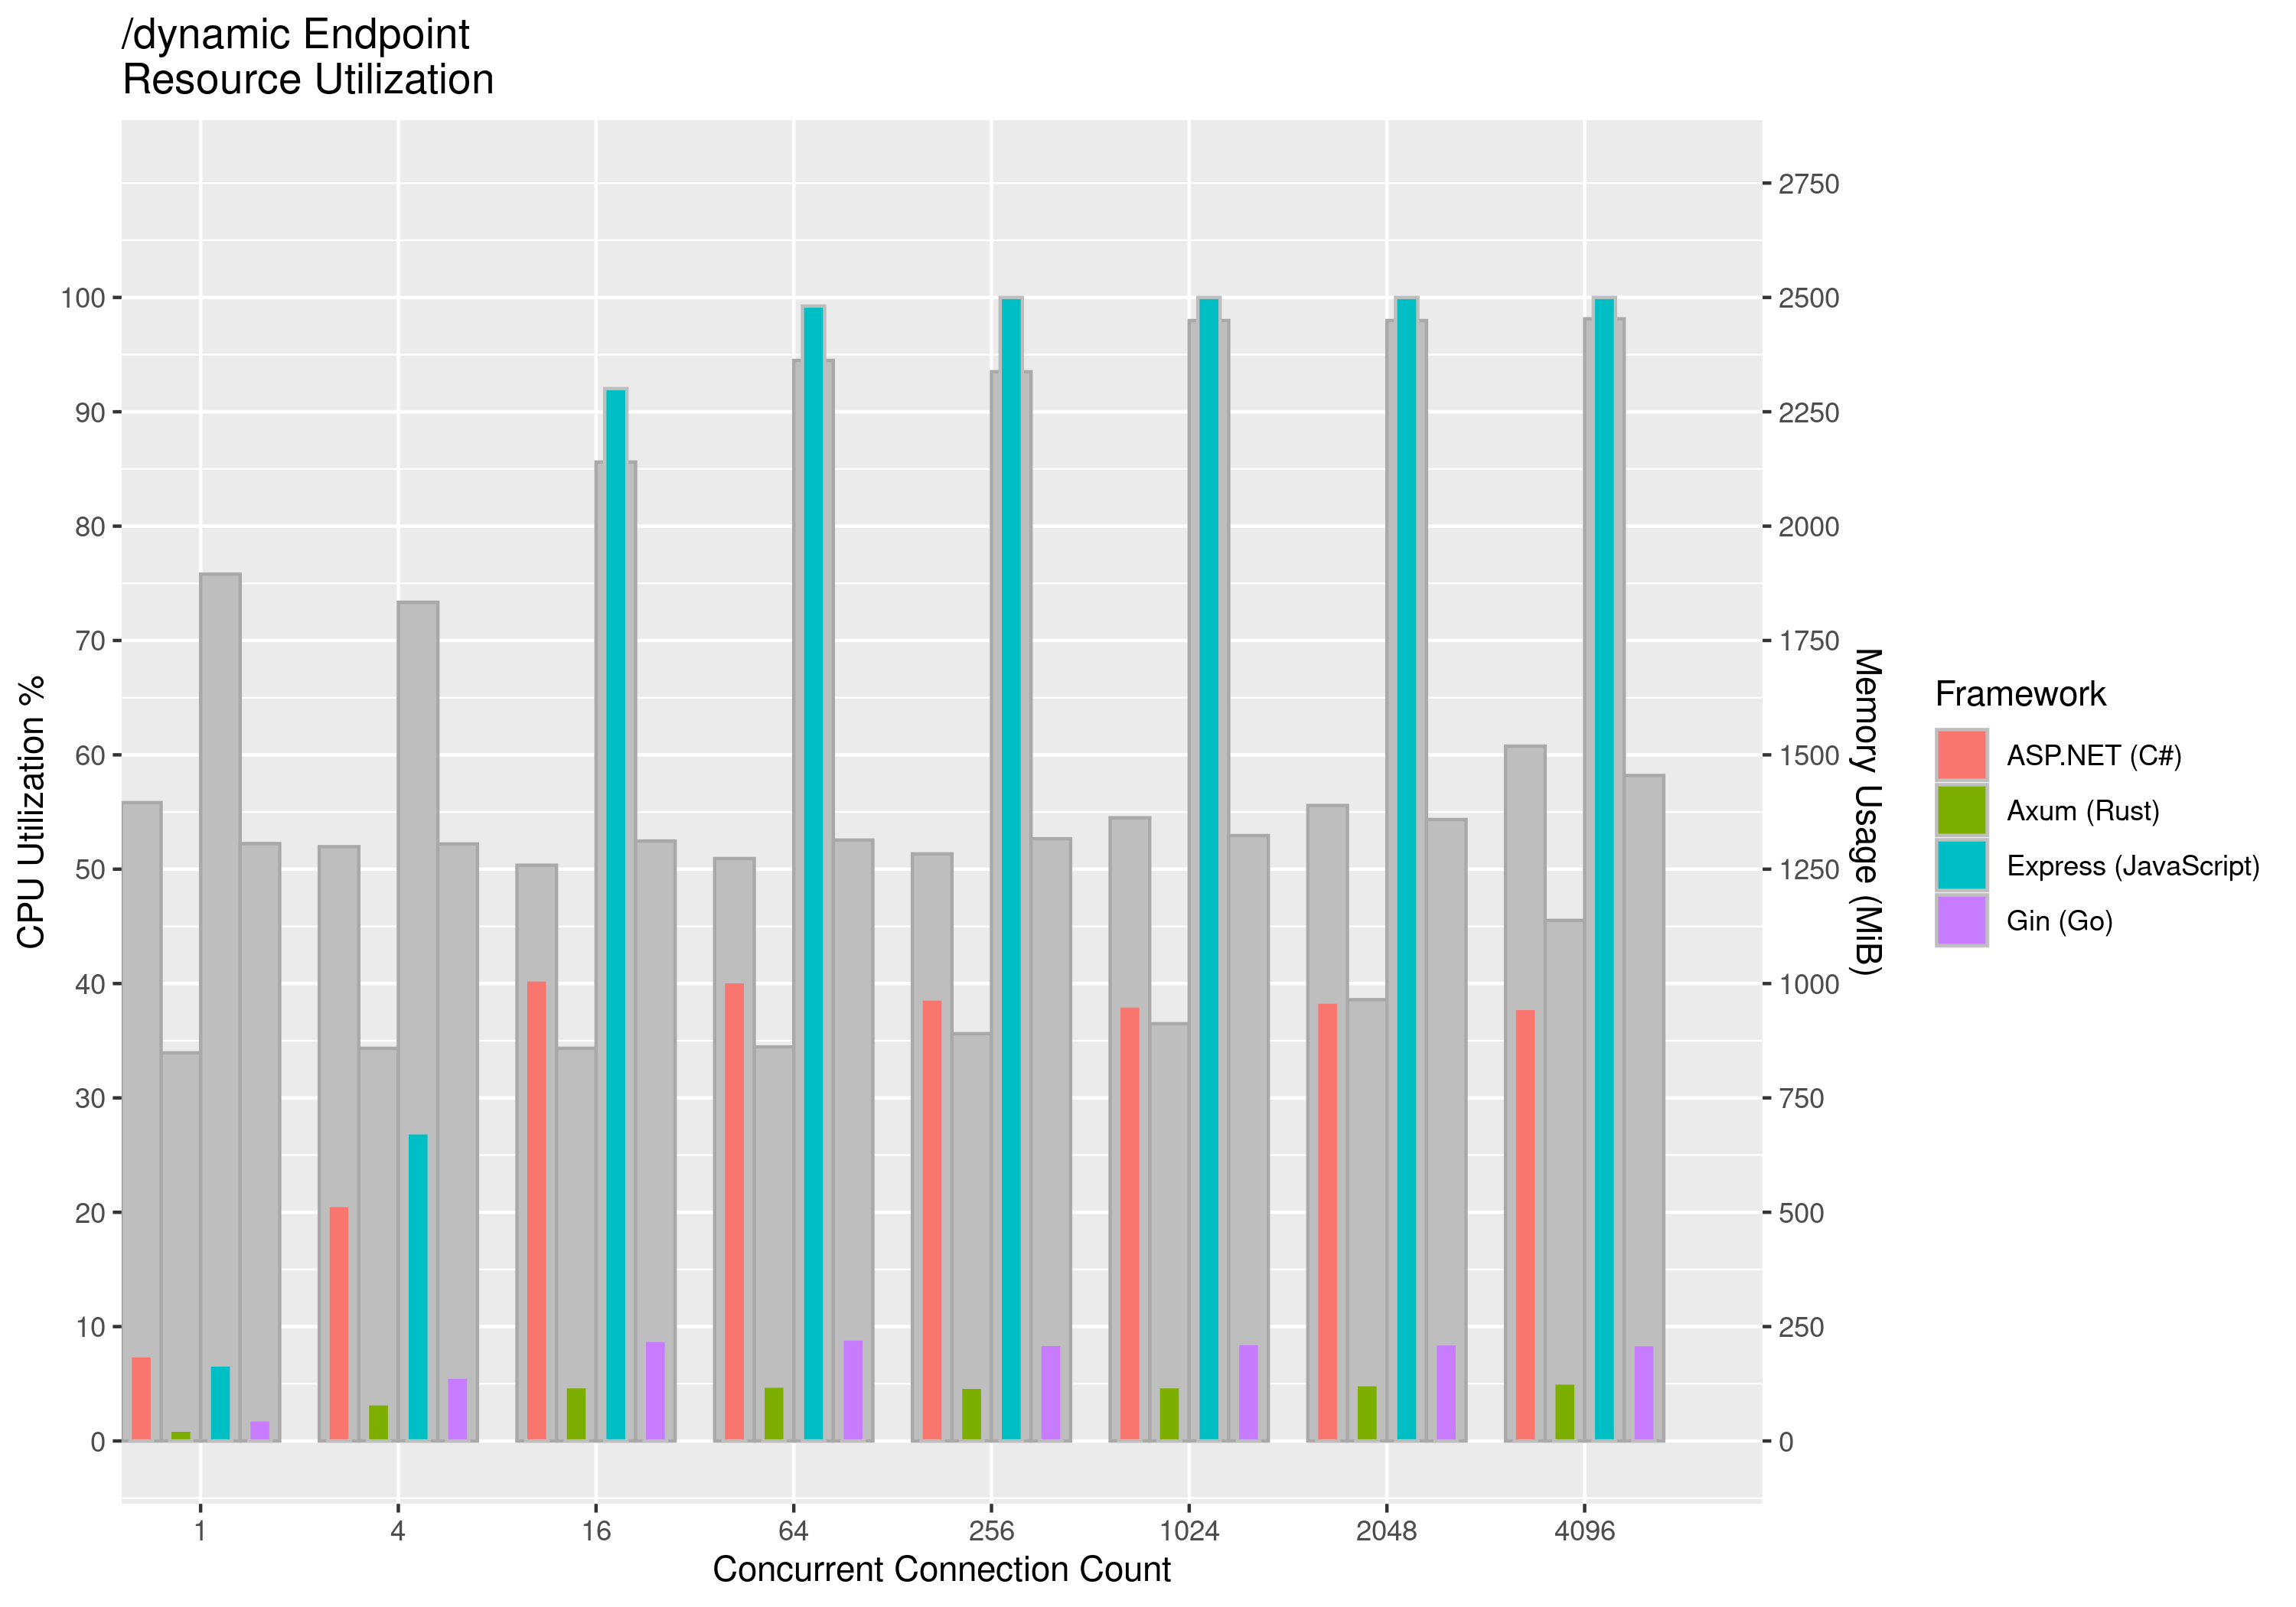 /dynamic Endpoint
Resource Utilization
CPU Utilization %
100
90
80
70
60
50
40
30
20
10
0
2750
2500
2250
2000
1750
1500
1250
1000
750
500
250
0
Memory Usage (MiB)
1 4 16 64 256 1024 2048 4096
Concurrent Connection Count
Framework
ASP.NET (C#)
Axum (Rust)
Express (JavaScript)
Gin (Go)